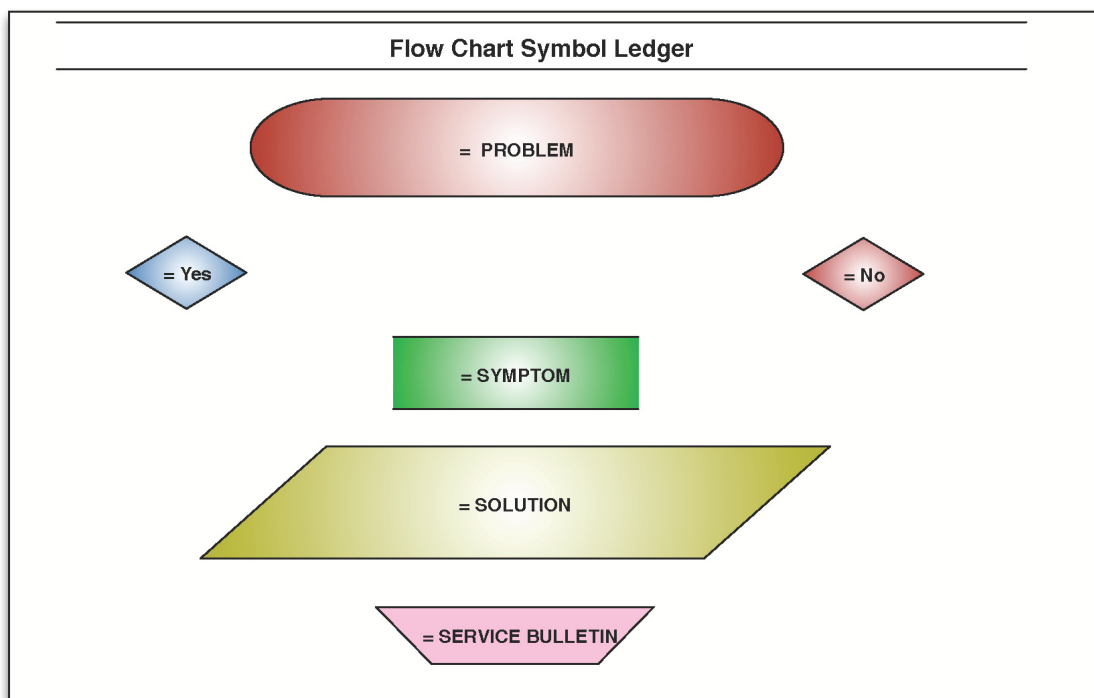 Flow Chart Symbol Ledger
= PROBLEM
= Yes
= No
= SYMPTOM
= SOLUTION
= SERVICE BULLETIN